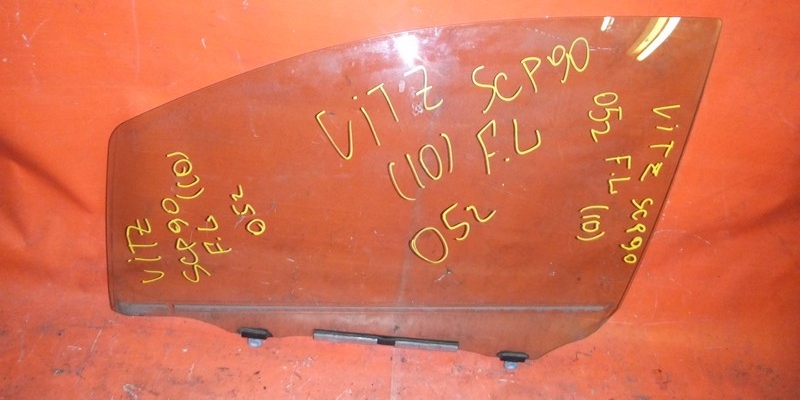 ViTZ
SCP90 (10)
F.L
052
ViTZ SCP90
(10) F.L
052
ViTZ SCP90
052 F.L (10)